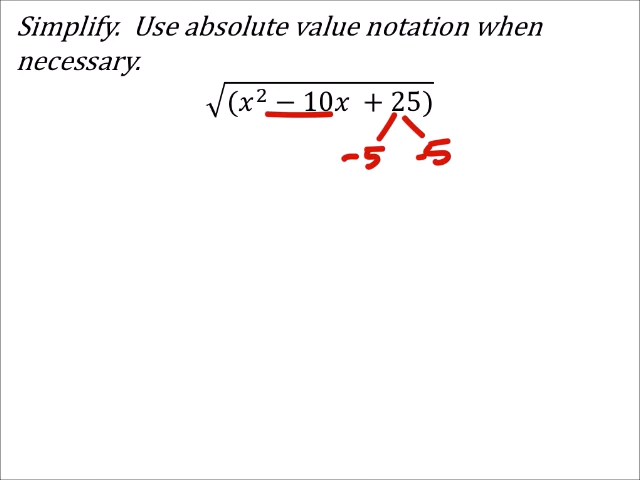 Simplify. Use absolute value notation when
necessary.
√(x² − 10x + 25)
-5 -5